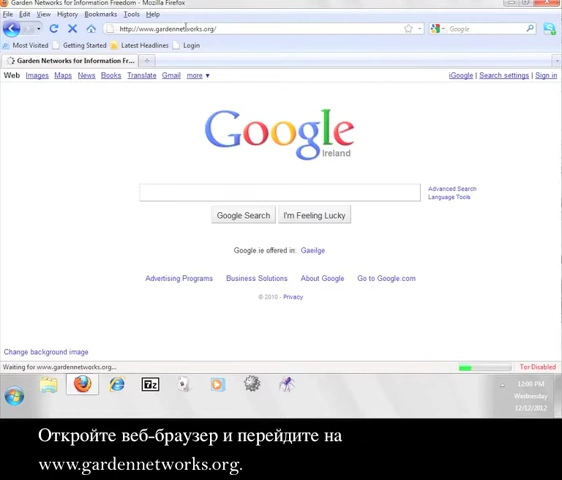 Garden Networks for Information Freedom - Mozilla Firefox
File Edit View History Bookmarks Tools Help
http://www.gardennetworks.org/
Google
Most Visited Getting Started Latest Headlines Login
Garden Networks for Information Fr...
Web Images Maps News Books Translate Gmail more ▼
iGoogle | Search settings | Sign in
Google
Ireland
Advanced Search
Language Tools
Google Search I'm Feeling Lucky
Google.ie offered in: Gaeilge
Advertising Programs Business Solutions About Google Go to Google.com
© 2010 - Privacy
Change background image
Waiting for www.gardennetworks.org...
Tor Disabled
7z
12:00 PM
Wednesday
12/12/2012
Откройте веб-браузер и перейдите на
www.gardennetworks.org.